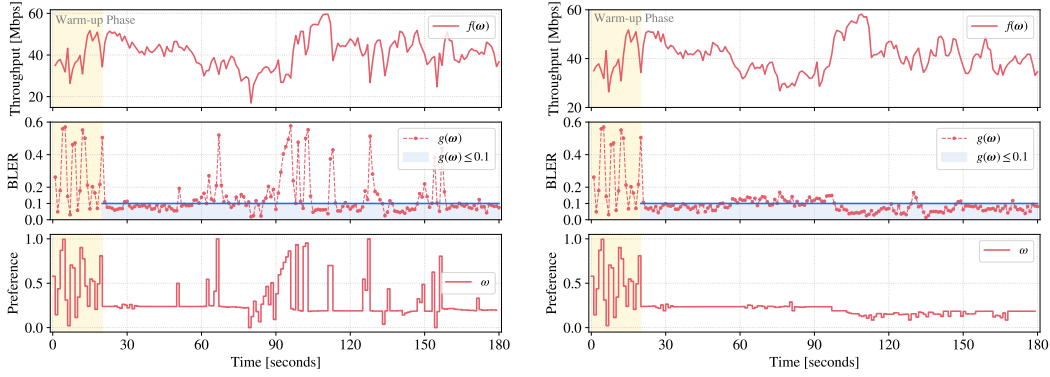 Throughput [Mbps]
60
40
20
Warm-up Phase
f(ω)
BLER
0.6
0.4
0.2
0.1
0.0
g(ω)
g(ω) ≤ 0.1
Preference
1.0
0.5
0.0
ω
0 30 60 90 120 150 180
Time [seconds]
Throughput [Mbps]
60
40
20
Warm-up Phase
f(ω)
BLER
0.6
0.4
0.2
0.1
0.0
g(ω)
g(ω) ≤ 0.1
Preference
1.0
0.5
0.0
ω
0 30 60 90 120 150 180
Time [seconds]